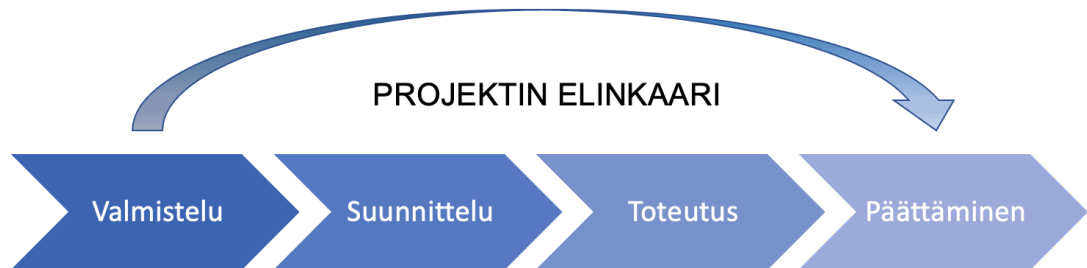 PROJEKTIN ELINKAARI
Valmistelu
Suunnittelu
Toteutus
Päättäminen